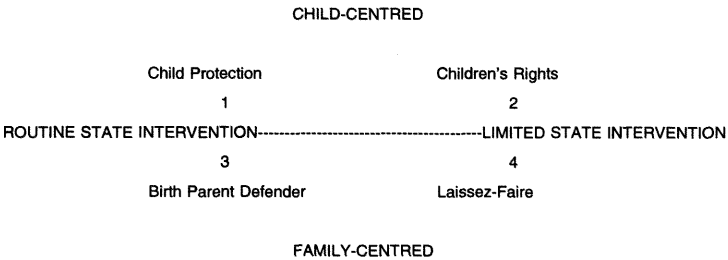 CHILD-CENTRED
Child Protection Children's Rights
1 2
ROUTINE STATE INTERVENTION------------------------------------------LIMITED STATE INTERVENTION
3 4
Birth Parent Defender Laissez-Faire
FAMILY-CENTRED